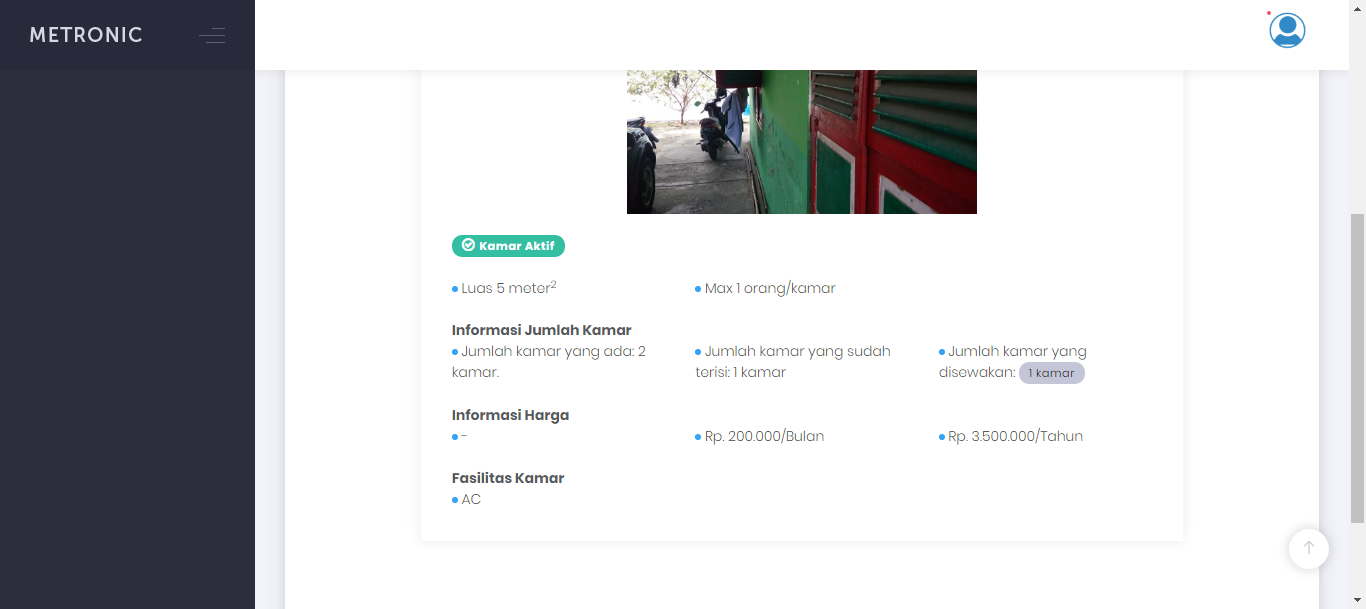 METRONIC
Kamar Aktif
Luas 5 meter²
Max 1 orang/kamar
Informasi Jumlah Kamar
Jumlah kamar yang ada: 2
kamar.
Jumlah kamar yang sudah
terisi: 1 kamar
Jumlah kamar yang
disewakan: 1 kamar
Informasi Harga
-
Rp. 200.000/Bulan
Rp. 3.500.000/Tahun
Fasilitas Kamar
AC